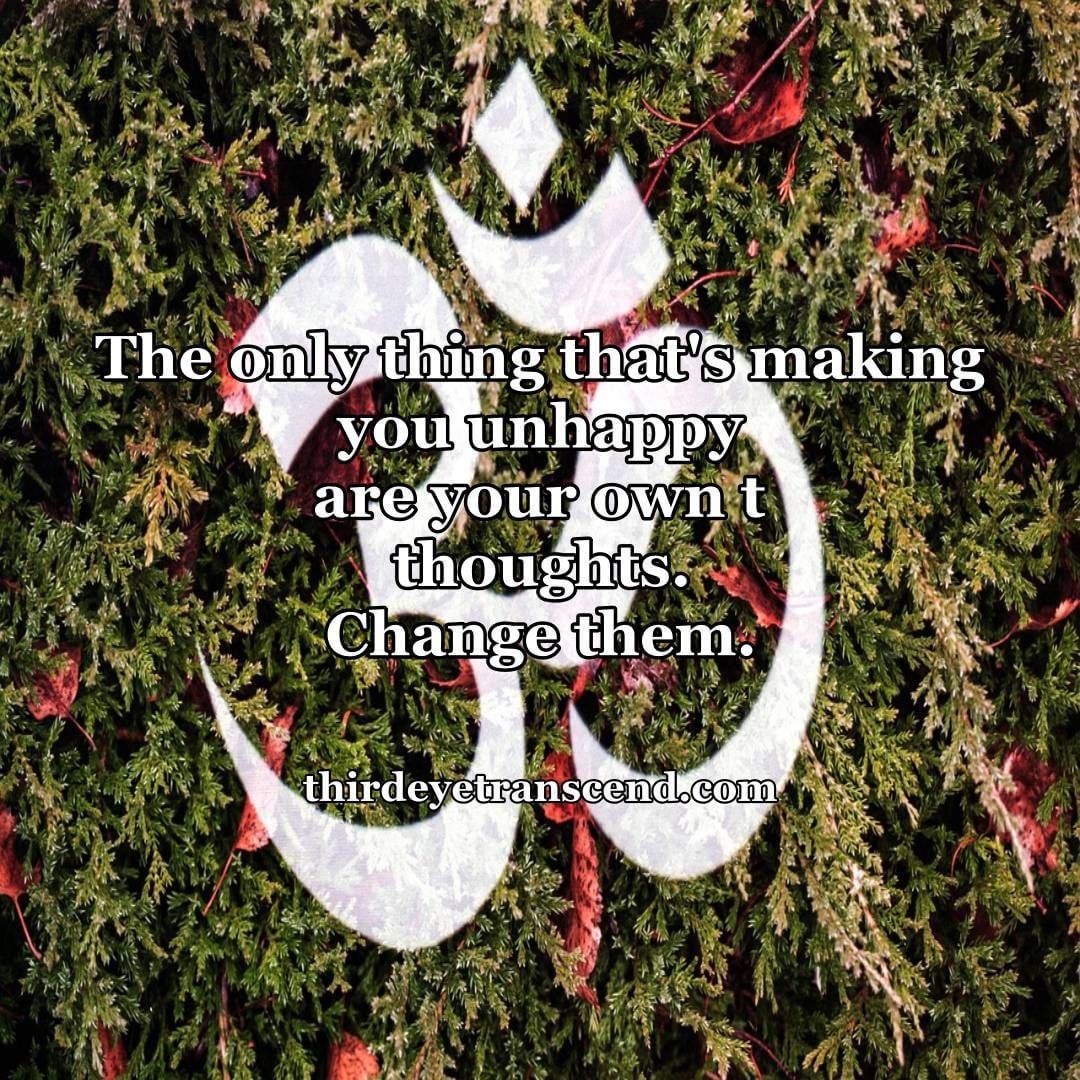 The only thing that's making
you unhappy
are your own t
thoughts.
Change them.
thirdeyetranscend.com